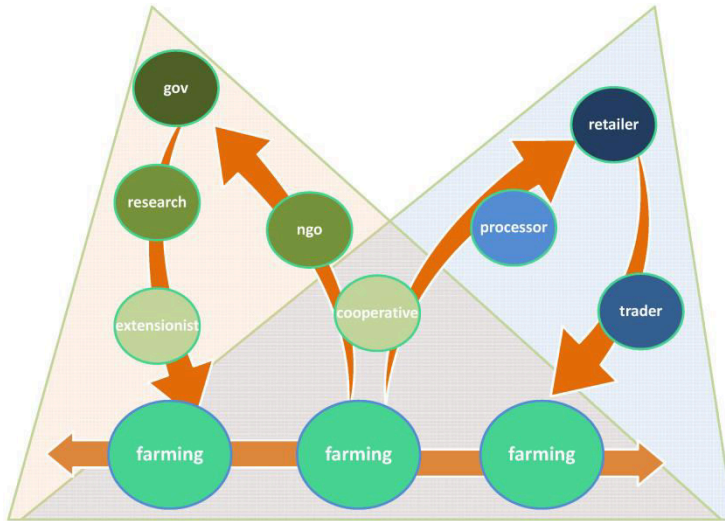 gov
retailer
research
ngo
processor
extensionist
cooperative
trader
farming
farming
farming